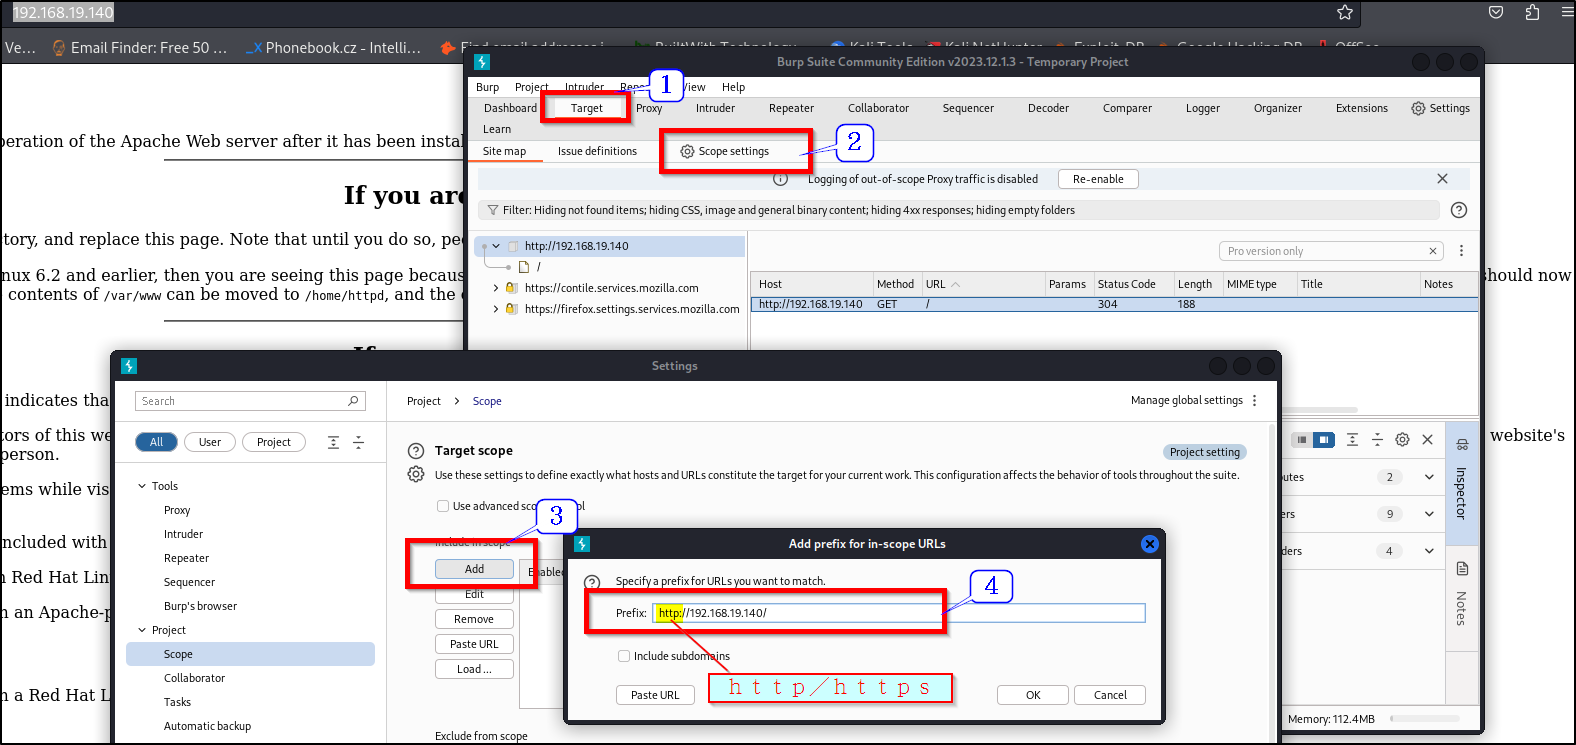 192.168.19.140
Ve...
Email Finder: Free 50 ...
Phonebook.cz - Intelli...
Burp Suite Community Edition v2023.12.1.3 - Temporary Project
Burp Project Intruder View Help
1
Dashboard Target Proxy Intruder Repeater Collaborator Sequencer Decoder Comparer Logger Organizer Extensions Settings
Learn
2
Site map Issue definitions Scope settings
Logging of out-of-scope Proxy traffic is disabled Re-enable
Filter: Hiding not found items; hiding CSS, image and general binary content; hiding 4xx responses; hiding empty folders
http://192.168.19.140
/
https://contile.services.mozilla.com
https://firefox.settings.services.mozilla.com
Pro version only
Host Method URL Params Status Code Length MIME type Title Notes
http://192.168.19.140 GET / 304 188
peration of the Apache Web server after it has been instal
If you are
tory, and replace this page. Note that until you do so, peo
nux 6.2 and earlier, then you are seeing this page becaus
should now
contents of /var/www can be moved to /home/httpd, and the
indicates tha
tors of this we
website's
person.
ems while vis
included with
n Red Hat Lin
n an Apache-p
n a Red Hat L
Settings
Search
All User Project
Tools
Proxy
Intruder
Repeater
Sequencer
Burp's browser
Project
Scope
Collaborator
Tasks
Automatic backup
Project > Scope
Manage global settings
Target scope
Project setting
Use these settings to define exactly what hosts and URLs constitute the target for your current work. This configuration affects the behavior of tools throughout the suite.
Use advanced sco ol
3
Include in scope
Add
Enabled
Edit
Remove
Paste URL
Load ...
Exclude from scope
Add prefix for in-scope URLs
Specify a prefix for URLs you want to match.
4
Prefix: http://192.168.19.140/
Include subdomains
http/https
Paste URL OK Cancel
utes 2
ers 9
ders 4
Inspector
Notes
Memory: 112.4MB